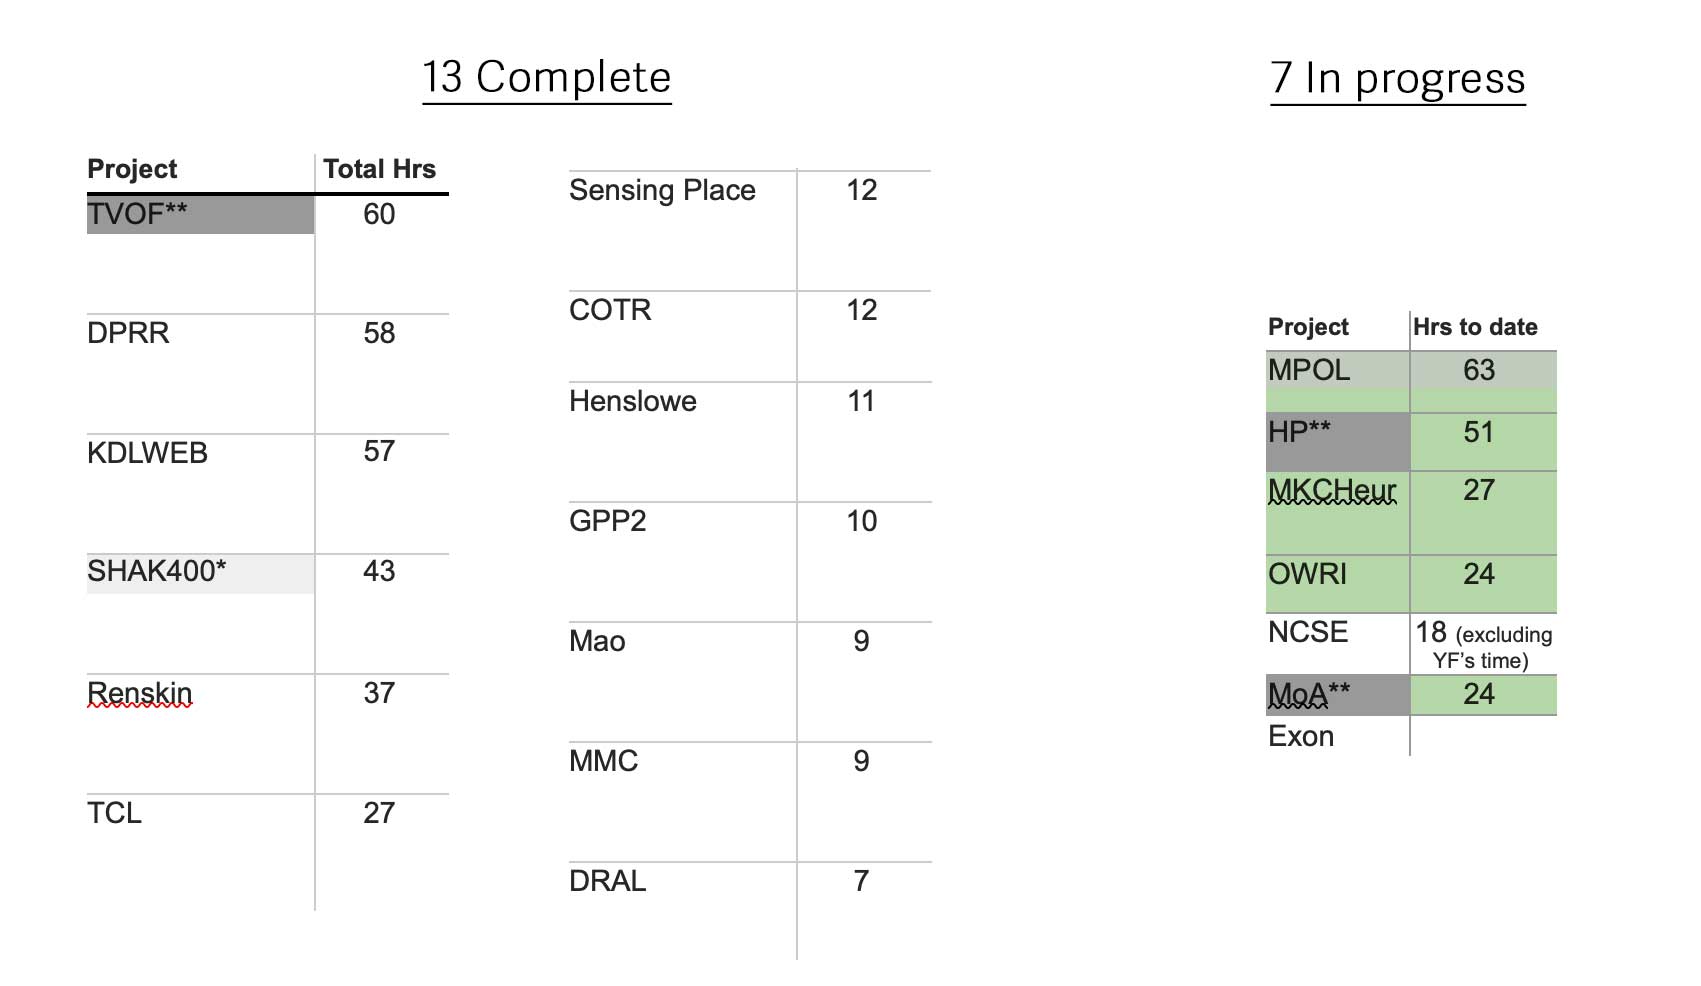 13 Complete
Project Total Hrs
TVOF** 60
DPRR 58
KDLWEB 57
SHAK400* 43
Renskin 37
TCL 27
Sensing Place 12
COTR 12
Henslowe 11
GPP2 10
Mao 9
MMC 9
DRAL 7
7 In progress
Project Hrs to date
MPOL 63
HP** 51
MKCHeur 27
OWRI 24
NCSE 18 (excluding
YF’s time)
MoA** 24
Exon